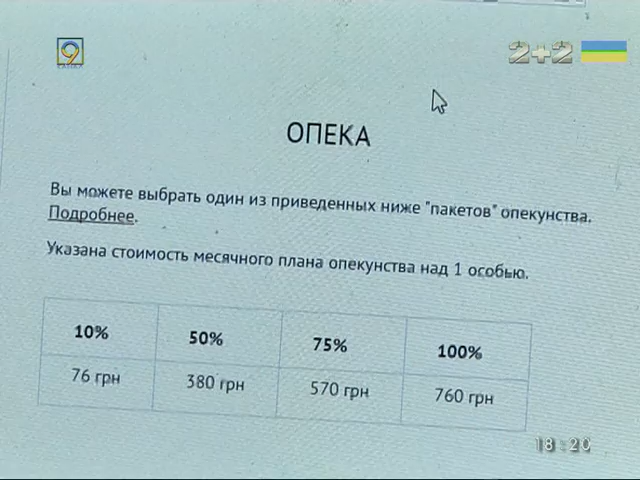 9
2+2
ОПЕКА
Вы можете выбрать один из приведенных ниже "пакетов" опекунства.
Подробнее.
Указана стоимость месячного плана опекунства над 1 особью.
10% 50% 75% 100%
76 грн 380 грн 570 грн 760 грн
18:20